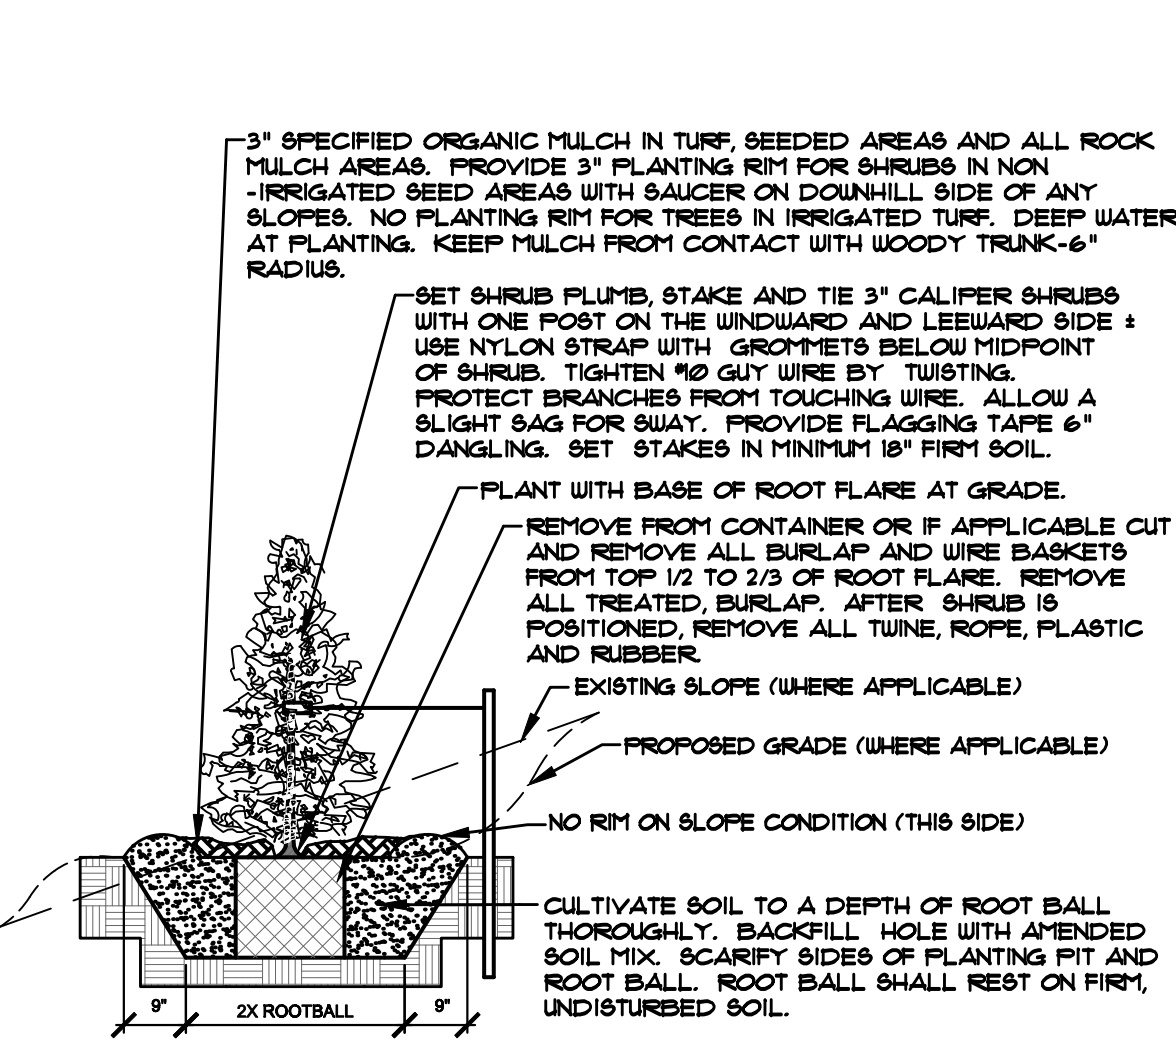 3" SPECIFIED ORGANIC MULCH IN TURF, SEEDED AREAS AND ALL ROCK
MULCH AREAS. PROVIDE 3" PLANTING RIM FOR SHRUBS IN NON
-IRRIGATED SEED AREAS WITH SAUCER ON DOWNHILL SIDE OF ANY
SLOPES. NO PLANTING RIM FOR TREES IN IRRIGATED TURF. DEEP WATER
AT PLANTING. KEEP MULCH FROM CONTACT WITH WOODY TRUNK-6"
RADIUS.
SET SHRUB PLUMB, STAKE AND TIE 3" CALIPER SHRUBS
WITH ONE POST ON THE WINDWARD AND LEEWARD SIDE ±
USE NYLON STRAP WITH GROMMETS BELOW MIDPOINT
OF SHRUB. TIGHTEN #10 GUY WIRE BY TWISTING.
PROTECT BRANCHES FROM TOUCHING WIRE. ALLOW A
SLIGHT SAG FOR SWAY. PROVIDE FLAGGING TAPE 6"
DANGLING. SET STAKES IN MINIMUM 18" FIRM SOIL.
PLANT WITH BASE OF ROOT FLARE AT GRADE.
REMOVE FROM CONTAINER OR IF APPLICABLE CUT
AND REMOVE ALL BURLAP AND WIRE BASKETS
FROM TOP 1/2 TO 2/3 OF ROOT FLARE. REMOVE
ALL TREATED, BURLAP. AFTER SHRUB IS
POSITIONED, REMOVE ALL TWINE, ROPE, PLASTIC
AND RUBBER.
EXISTING SLOPE (WHERE APPLICABLE)
PROPOSED GRADE (WHERE APPLICABLE)
NO RIM ON SLOPE CONDITION (THIS SIDE)
CULTIVATE SOIL TO A DEPTH OF ROOT BALL
THOROUGHLY. BACKFILL HOLE WITH AMENDED
SOIL MIX. SCARIFY SIDES OF PLANTING PIT AND
ROOT BALL. ROOT BALL SHALL REST ON FIRM,
UNDISTURBED SOIL.
9" 2X ROOTBALL 9"